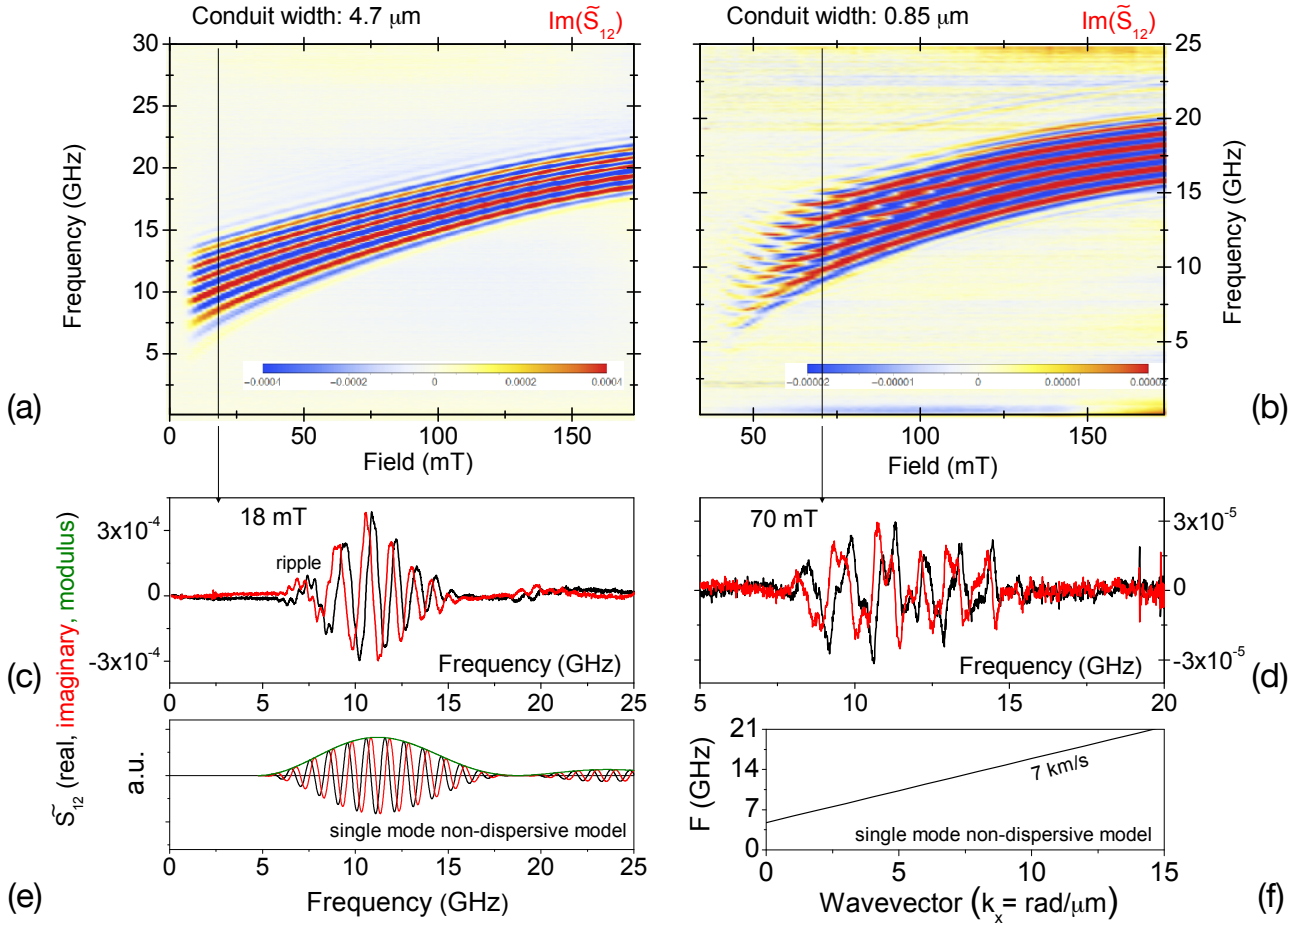 Conduit width: 4.7 μm
Im(S̃12)
30
25
20
15
10
5
Frequency (GHz)
−0.0004
−0.0002
0
0.0002
0.0004
0
50
100
150
Field (mT)
(a)
Conduit width: 0.85 μm
Im(S̃12)
25
20
15
10
5
Frequency (GHz)
−0.00002
−0.00001
0
0.00001
0.00002
50
100
150
Field (mT)
(b)
S̃12 (real, imaginary, modulus)
18 mT
ripple
3x10-4
0
-3x10-4
Frequency (GHz)
0
5
10
15
20
25
(c)
70 mT
3x10-5
0
-3x10-5
Frequency (GHz)
5
10
15
20
(d)
a.u.
single mode non-dispersive model
0
5
10
15
20
25
Frequency (GHz)
(e)
F (GHz)
21
14
7
0
7 km/s
single mode non-dispersive model
0
5
10
15
Wavevector (kx= rad/μm)
(f)